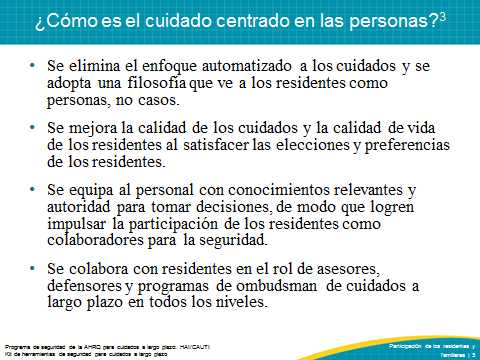 ¿Cómo es el cuidado centrado en las personas?3
• Se elimina el enfoque automatizado a los cuidados y se
adopta una filosofía que ve a los residentes como
personas, no casos.
• Se mejora la calidad de los cuidados y la calidad de vida
de los residentes al satisfacer las elecciones y preferencias
de los residentes.
• Se equipa al personal con conocimientos relevantes y
autoridad para tomar decisiones, de modo que logren
impulsar la participación de los residentes como
colaboradores para la seguridad.
• Se colabora con residentes en el rol de asesores,
defensores y programas de ombudsman de cuidados a
largo plazo en todos los niveles.
Programa de seguridad de la AHRQ para cuidados a largo plazo: HAI/CAUTI
Kit de herramientas de seguridad para cuidados a largo plazo
Participación de los residentes y
familiares | 5